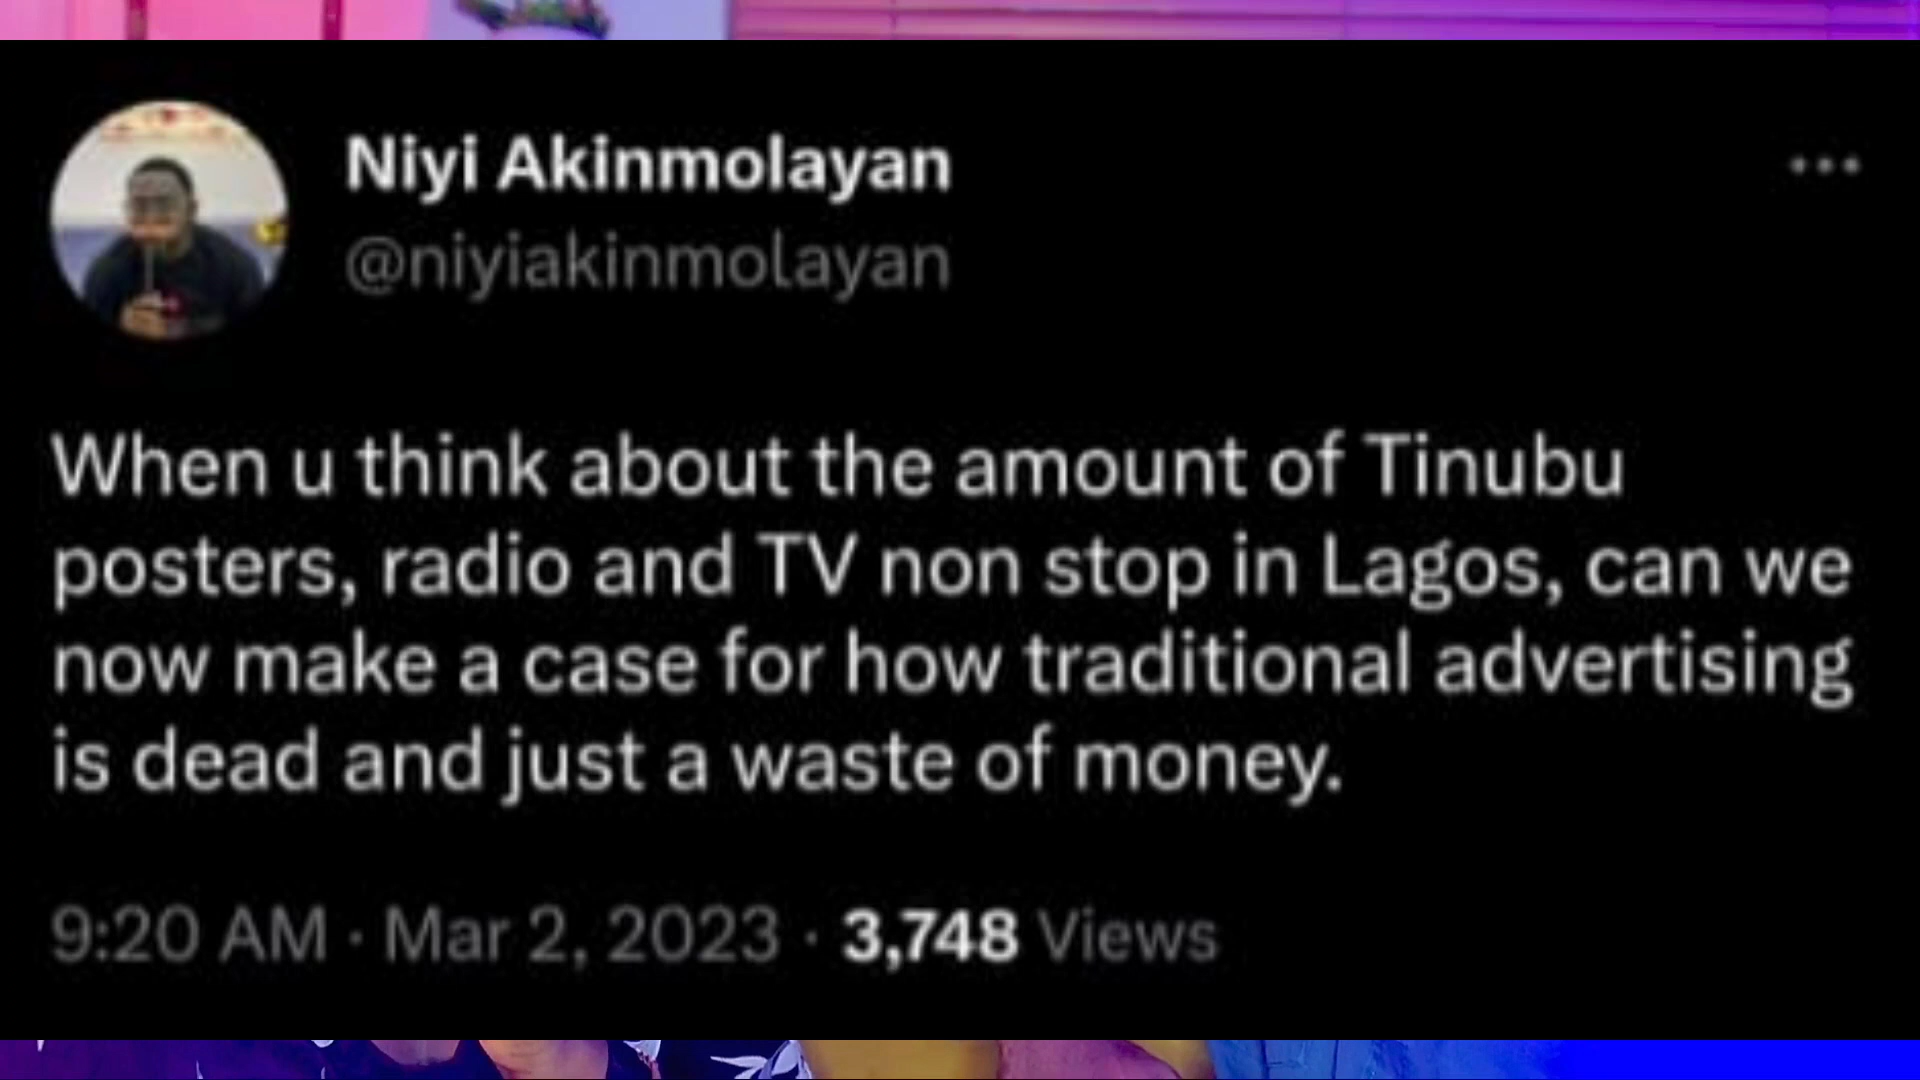 Niyi Akinmolayan
@niyiakinmolayan
When u think about the amount of Tinubu
posters, radio and TV non stop in Lagos, can we
now make a case for how traditional advertising
is dead and just a waste of money.
9:20 AM · Mar 2, 2023 · 3,748 Views